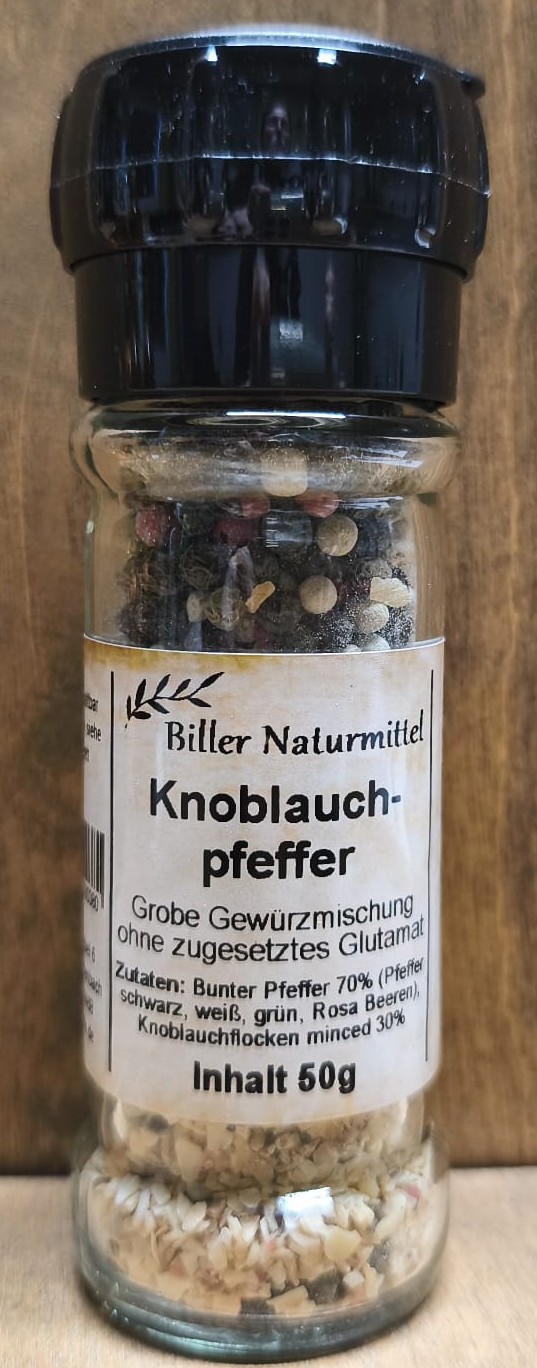 Biller Naturmittel
Knoblauch-
pfeffer
Grobe Gewürzmischung
ohne zugesetztes Glutamat
Zutaten: Bunter Pfeffer 70% (Pfeffer
schwarz, weiß, grün, Rosa Beeren),
Knoblauchflocken minced 30%
Inhalt 50g
siehe